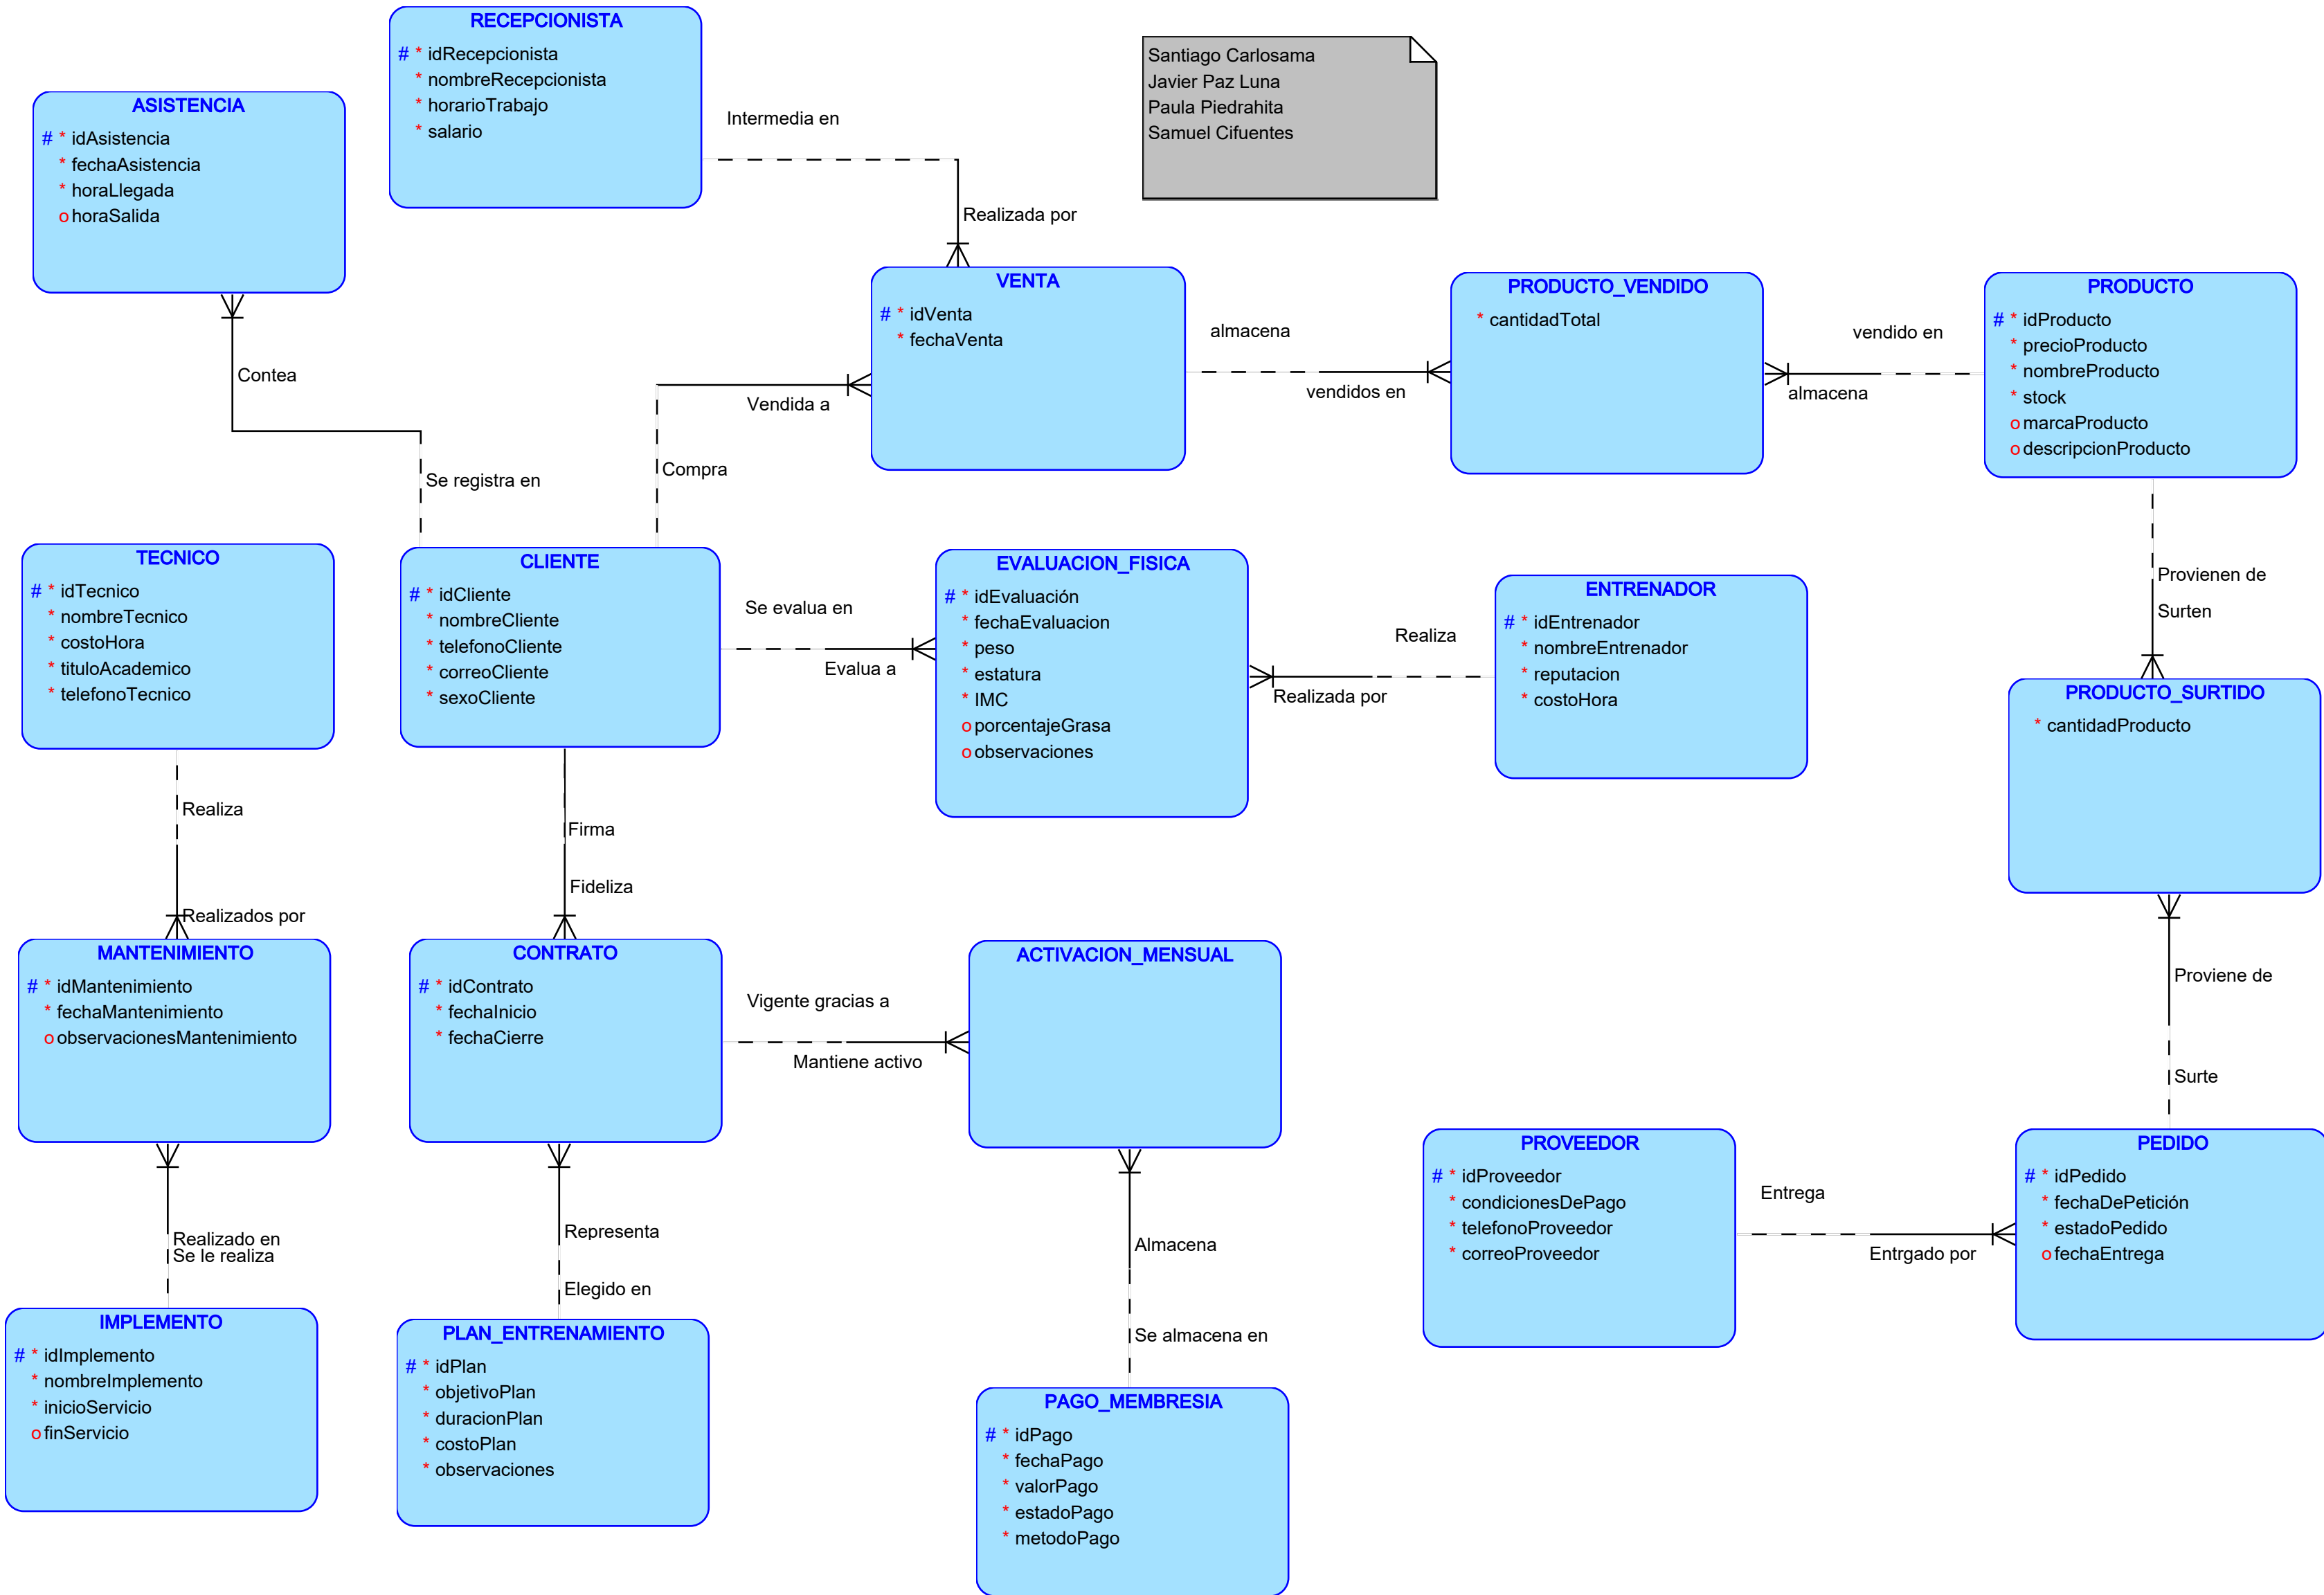 RECEPCIONISTA
# * idRecepcionista
* nombreRecepcionista
* horarioTrabajo
* salario
Santiago Carlosama
Javier Paz Luna
Paula Piedrahita
Samuel Cifuentes
ASISTENCIA
# * idAsistencia
* fechaAsistencia
* horaLlegada
o horaSalida
Intermedia en
Realizada por
VENTA
# * idVenta
* fechaVenta
almacena
vendidos en
PRODUCTO_VENDIDO
* cantidadTotal
vendido en
almacena
PRODUCTO
# * idProducto
* precioProducto
* nombreProducto
* stock
o marcaProducto
o descripcionProducto
Contea
Se registra en
Vendida a
Compra
TECNICO
# * idTecnico
* nombreTecnico
* costoHora
* tituloAcademico
* telefonoTecnico
CLIENTE
# * idCliente
* nombreCliente
* telefonoCliente
* correoCliente
* sexoCliente
Se evalua en
Evalua a
EVALUACION_FISICA
# * idEvaluación
* fechaEvaluacion
* peso
* estatura
* IMC
o porcentajeGrasa
o observaciones
Realiza
Realizada por
ENTRENADOR
# * idEntrenador
* nombreEntrenador
* reputacion
* costoHora
Provienen de
Surten
PRODUCTO_SURTIDO
* cantidadProducto
Realiza
Realizados por
Firma
Fideliza
MANTENIMIENTO
# * idMantenimiento
* fechaMantenimiento
o observacionesMantenimiento
CONTRATO
# * idContrato
* fechaInicio
* fechaCierre
Vigente gracias a
Mantiene activo
ACTIVACION_MENSUAL
Proviene de
Surte
Realizado en
Se le realiza
Representa
Elegido en
Almacena
Se almacena en
PROVEEDOR
# * idProveedor
* condicionesDePago
* telefonoProveedor
* correoProveedor
Entrega
Entrgado por
PEDIDO
# * idPedido
* fechaDePetición
* estadoPedido
o fechaEntrega
IMPLEMENTO
# * idImplemento
* nombreImplemento
* inicioServicio
o finServicio
PLAN_ENTRENAMIENTO
# * idPlan
* objetivoPlan
* duracionPlan
* costoPlan
* observaciones
PAGO_MEMBRESIA
# * idPago
* fechaPago
* valorPago
* estadoPago
* metodoPago